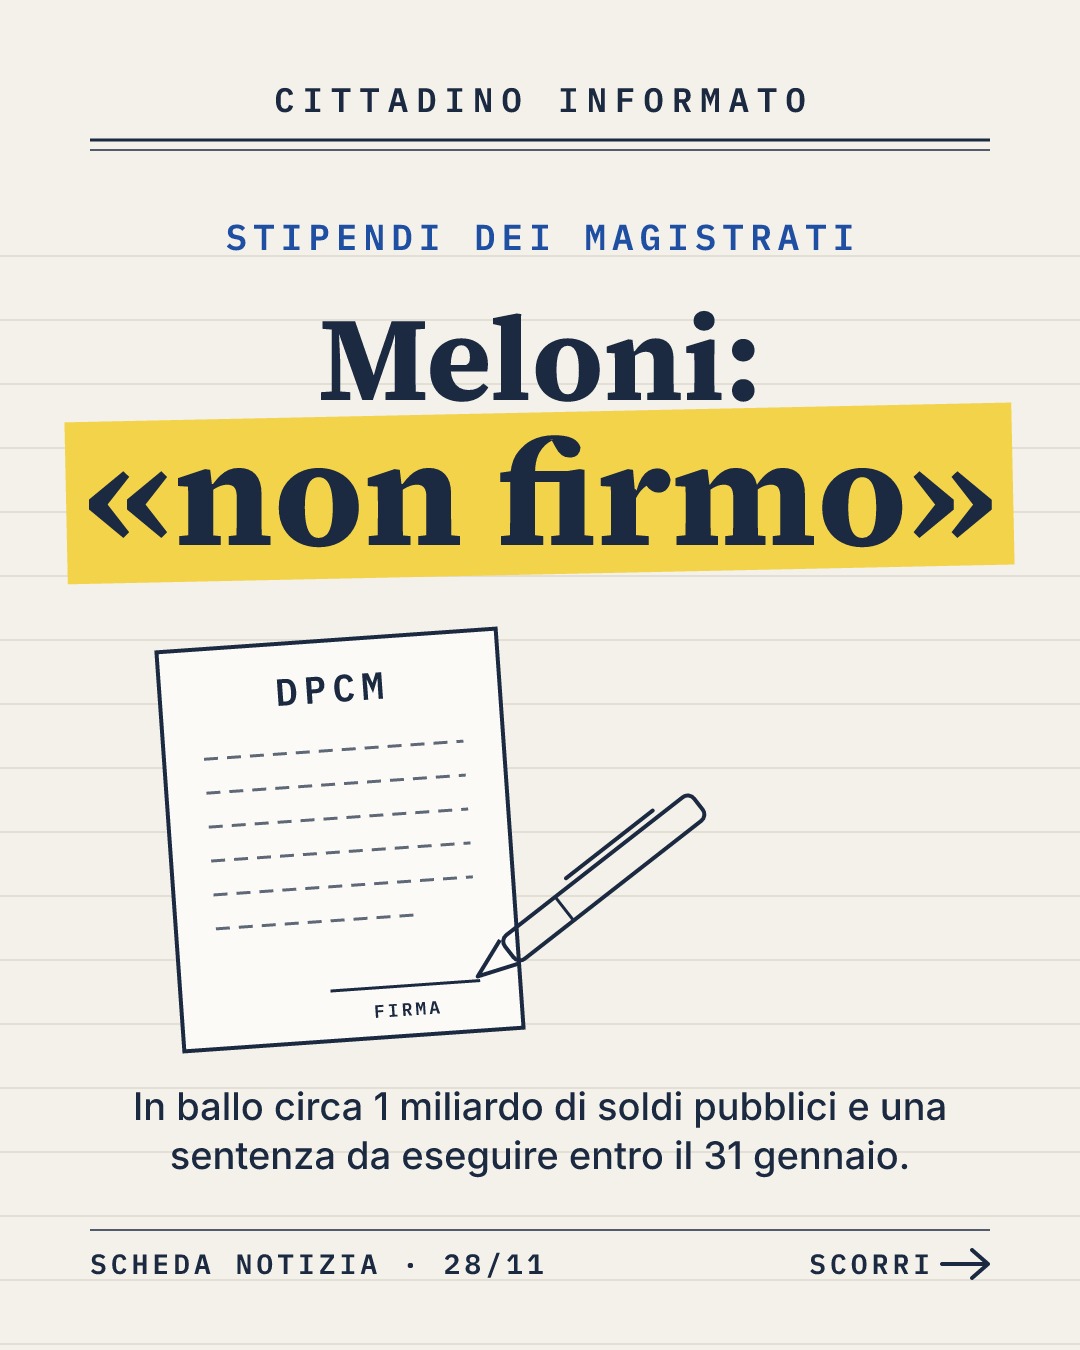 CITTADINO INFORMATO
STIPENDI DEI MAGISTRATI
Meloni:
«non firmo»
DPCM
FIRMA
In ballo circa 1 miliardo di soldi pubblici e una
sentenza da eseguire entro il 31 gennaio.
SCHEDA NOTIZIA · 28/11
SCORRI